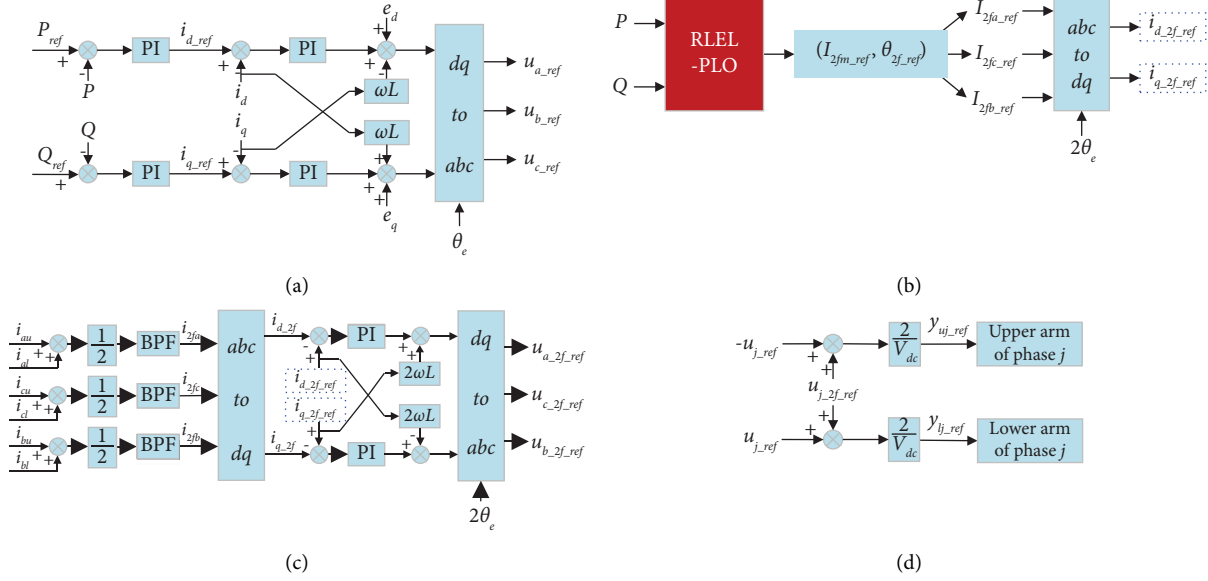 P_ref
+
-
P
PI
i_d_ref
+
-
i_d
PI
e_d
+
+
-
ωL
Q_ref
+
-
Q
PI
i_q_ref
+
-
i_q
PI
ωL
+
+
+
e_q
dq
to
abc
θ_e
u_a_ref
u_b_ref
u_c_ref
(a)
P
Q
RLEL
-PLO
(I_2fm_ref, θ_2f_ref)
I_2fa_ref
I_2fc_ref
I_2fb_ref
abc
to
dq
2θ_e
i_d_2f_ref
i_q_2f_ref
(b)
i_au
i_al
+
+
1
2
BPF
i_2fa
i_cu
i_cl
+
+
1
2
BPF
i_2fc
i_bu
i_bl
+
+
1
2
BPF
i_2fb
abc
to
dq
i_d_2f
-
+
i_d_2f_ref
PI
+
+
2ωL
i_q_2f_ref
+
-
i_q_2f
PI
2ωL
-
+
dq
to
abc
2θ_e
u_a_2f_ref
u_c_2f_ref
u_b_2f_ref
(c)
-u_j_ref
+
+
u_j_2f_ref
+
+
u_j_ref
2
V_dc
y_uj_ref
Upper arm
of phase j
2
V_dc
y_lj_ref
Lower arm
of phase j
(d)